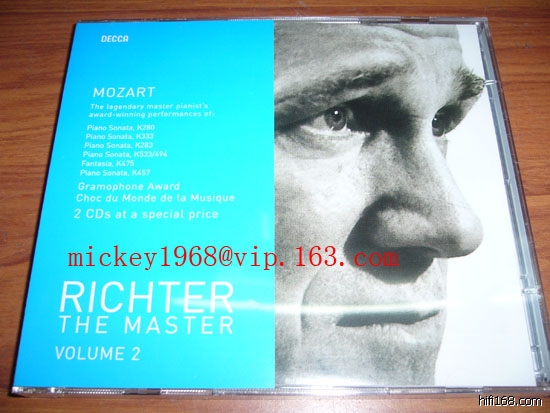 DECCA
MOZART
The legendary master pianist's
award-winning performances of:
Piano Sonata, K280
Piano Sonata, K333
Piano Sonata, K283
Piano Sonata, K533/494
Fantasia, K475
Piano Sonata, K457
Gramophone Award
Choc du Monde de la Musique
2 CDs at a special price
mickey1968@vip.163.com
RICHTER
THE MASTER
VOLUME 2
hifi168.com